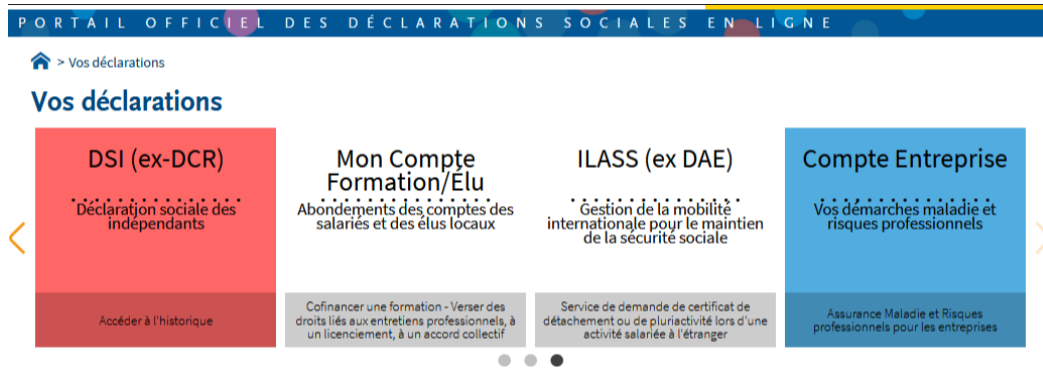 PORTAIL OFFICIEL DES DÉCLARATIONS SOCIALES EN LIGNE
> Vos déclarations
Vos déclarations
DSI (ex-DCR)
Déclaration sociale des
indépendants
Accéder à l'historique
Mon Compte
Formation/Élu
Abondements des comptes des
salariés et des élus locaux
Cofinancer une formation - Verser des
droits liés aux entretiens professionnels, à
un licenciement, à un accord collectif
ILASS (ex DAE)
Gestion de la mobilité
internationale pour le maintien
de la sécurité sociale
Service de demande de certificat de
détachement ou de pluriactivité lors d'une
activité salariée à l'étranger
Compte Entreprise
Vos démarches maladie et
risques professionnels
Assurance Maladie et Risques
professionnels pour les entreprises